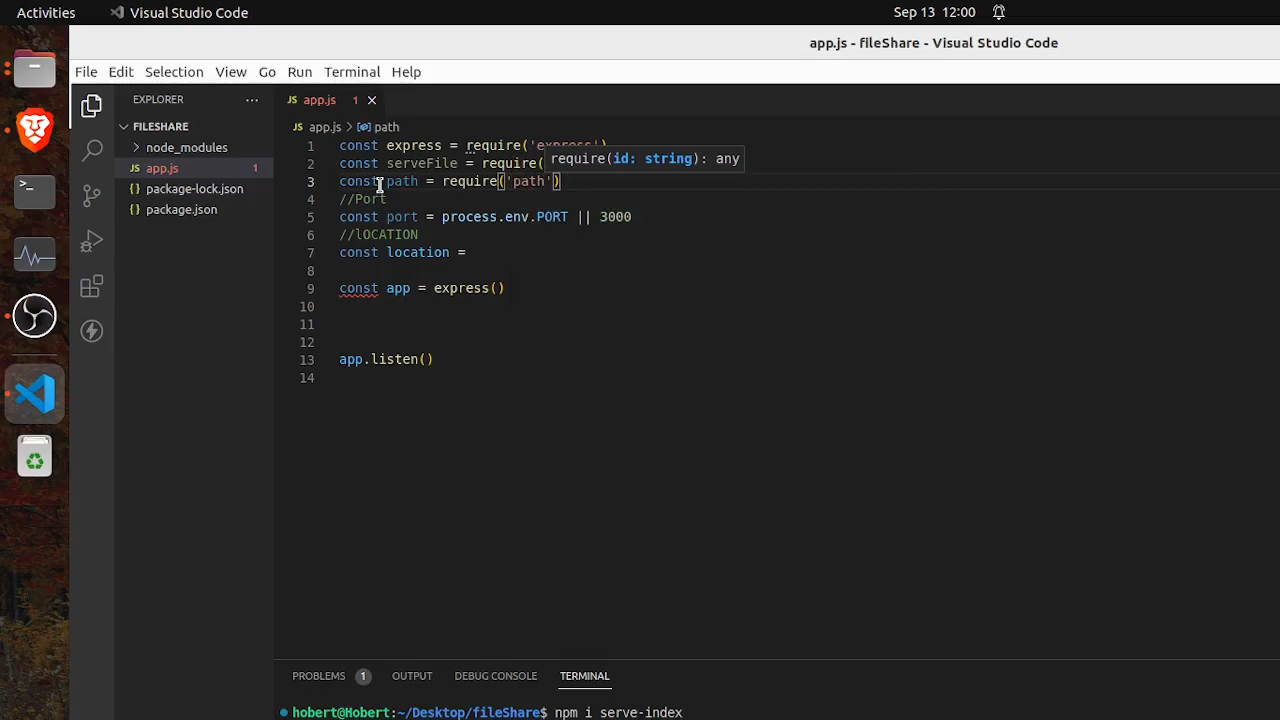 Activities
Visual Studio Code
Sep 13 12:00
app.js - fileShare - Visual Studio Code
File Edit Selection View Go Run Terminal Help
EXPLORER ...
FILESHARE
node_modules
JS app.js 1
{} package-lock.json
{} package.json
JS app.js 1
JS app.js > path
1 const express = require('express')
2 const serveFile = require(
require(id: string): any
3 const path = require('path')
4 //Port
5 const port = process.env.PORT || 3000
6 //lOCATION
7 const location =
8
9 const app = express()
10
11
12
13 app.listen()
14
PROBLEMS 1 OUTPUT DEBUG CONSOLE TERMINAL
hobert@Hobert:~/Desktop/fileShare$ npm i serve-index